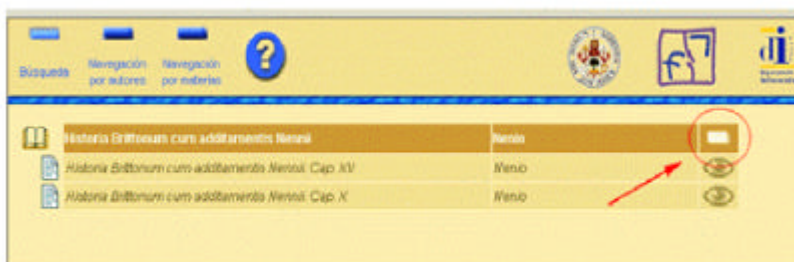 Búsqueda
Navegación por autores
Navegación por materias
?
Historia Brittonum cum additamentis Nennii Nenio
Historia Brittonum cum additamentis Nennii. Cap. XV Nenio
Historia Brittonum cum additamentis Nennii. Cap. X Nenio